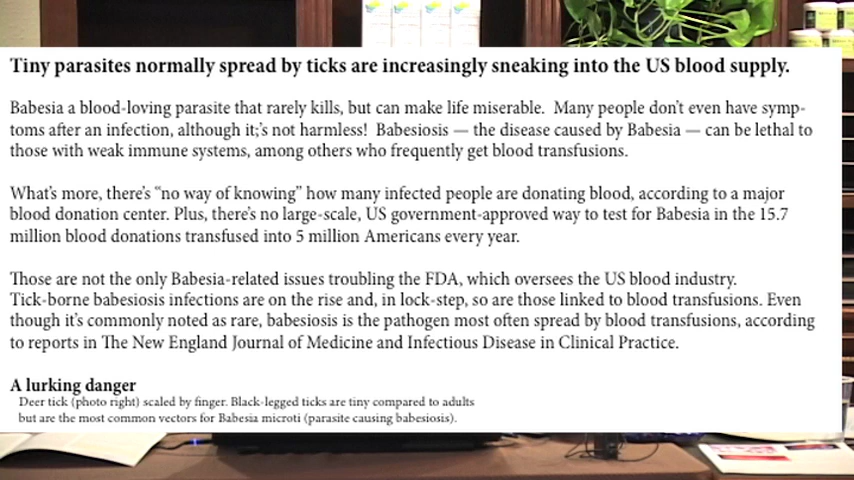 Tiny parasites normally spread by ticks are increasingly sneaking into the US blood supply.
Babesia a blood-loving parasite that rarely kills, but can make life miserable.  Many people don't even have symp-
toms after an infection, although it;'s not harmless!  Babesiosis — the disease caused by Babesia — can be lethal to
those with weak immune systems, among others who frequently get blood transfusions.
What's more, there's “no way of knowing” how many infected people are donating blood, according to a major
blood donation center. Plus, there's no large-scale, US government-approved way to test for Babesia in the 15.7
million blood donations transfused into 5 million Americans every year.
Those are not the only Babesia-related issues troubling the FDA, which oversees the US blood industry.
Tick-borne babesiosis infections are on the rise and, in lock-step, so are those linked to blood transfusions. Even
though it's commonly noted as rare, babesiosis is the pathogen most often spread by blood transfusions, according
to reports in The New England Journal of Medicine and Infectious Disease in Clinical Practice.
A lurking danger
Deer tick (photo right) scaled by finger. Black-legged ticks are tiny compared to adults
but are the most common vectors for Babesia microti (parasite causing babesiosis).